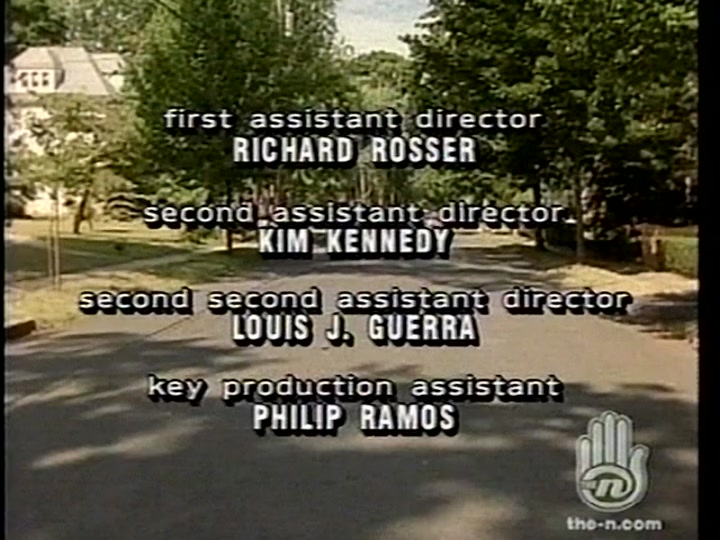 first assistant director
RICHARD ROSSER
second assistant director
KIM KENNEDY
second second assistant director
LOUIS J. GUERRA
key production assistant
PHILIP RAMOS
THE n
the-n.com